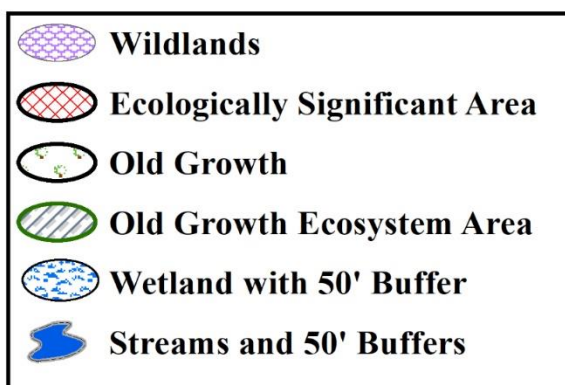 Wildlands
Ecologically Significant Area
Old Growth
Old Growth Ecosystem Area
Wetland with 50' Buffer
Streams and 50' Buffers